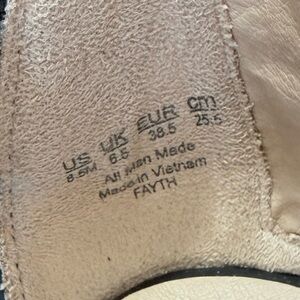 US UK EUR cm
8.5M 6.5 38.5 25.5
All Man Made
Made in Vietnam
FAYTH